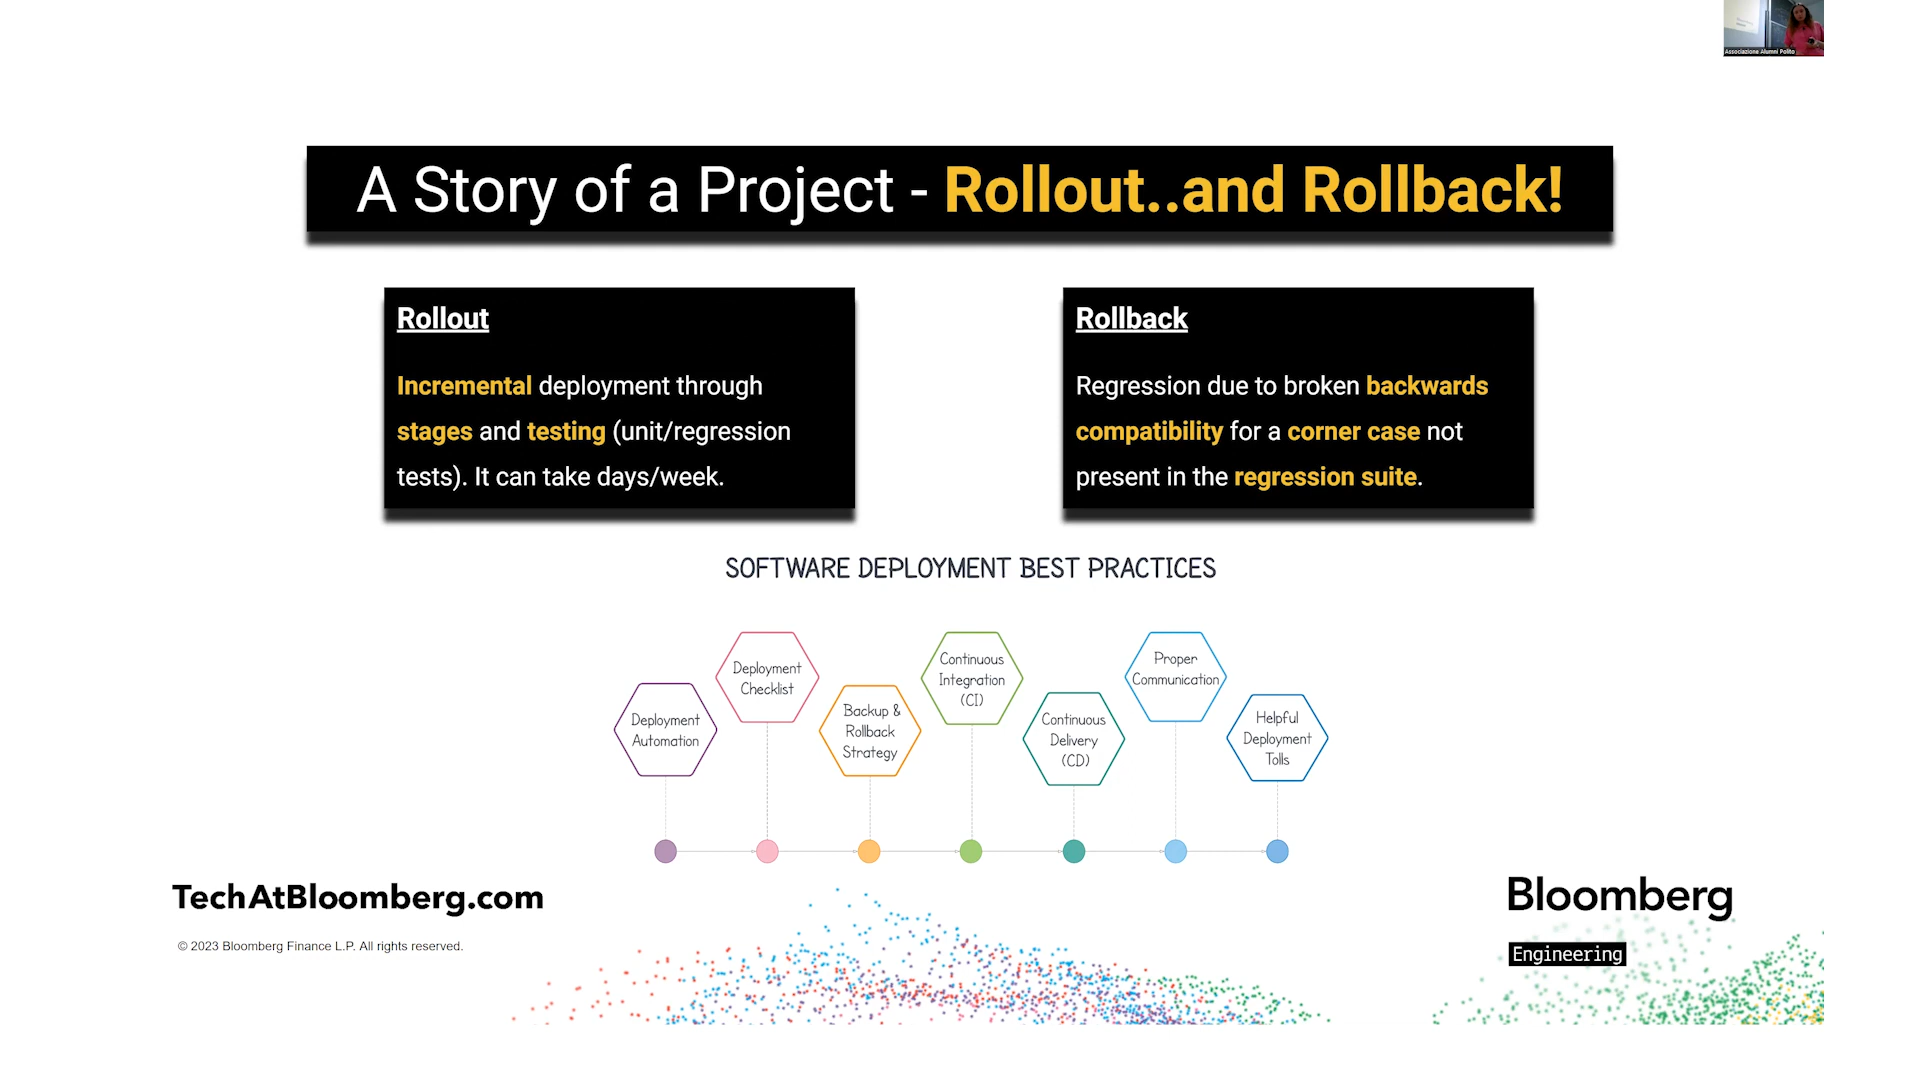 Associazione Alumni Polito
A Story of a Project - Rollout..and Rollback!
Rollout
Incremental deployment through
stages and testing (unit/regression
tests). It can take days/week.
Rollback
Regression due to broken backwards
compatibility for a corner case not
present in the regression suite.
SOFTWARE DEPLOYMENT BEST PRACTICES
Deployment
Automation
Deployment
Checklist
Backup &
Rollback
Strategy
Continuous
Integration
(CI)
Continuous
Delivery
(CD)
Proper
Communication
Helpful
Deployment
Tolls
TechAtBloomberg.com
© 2023 Bloomberg Finance L.P. All rights reserved.
Bloomberg
Engineering